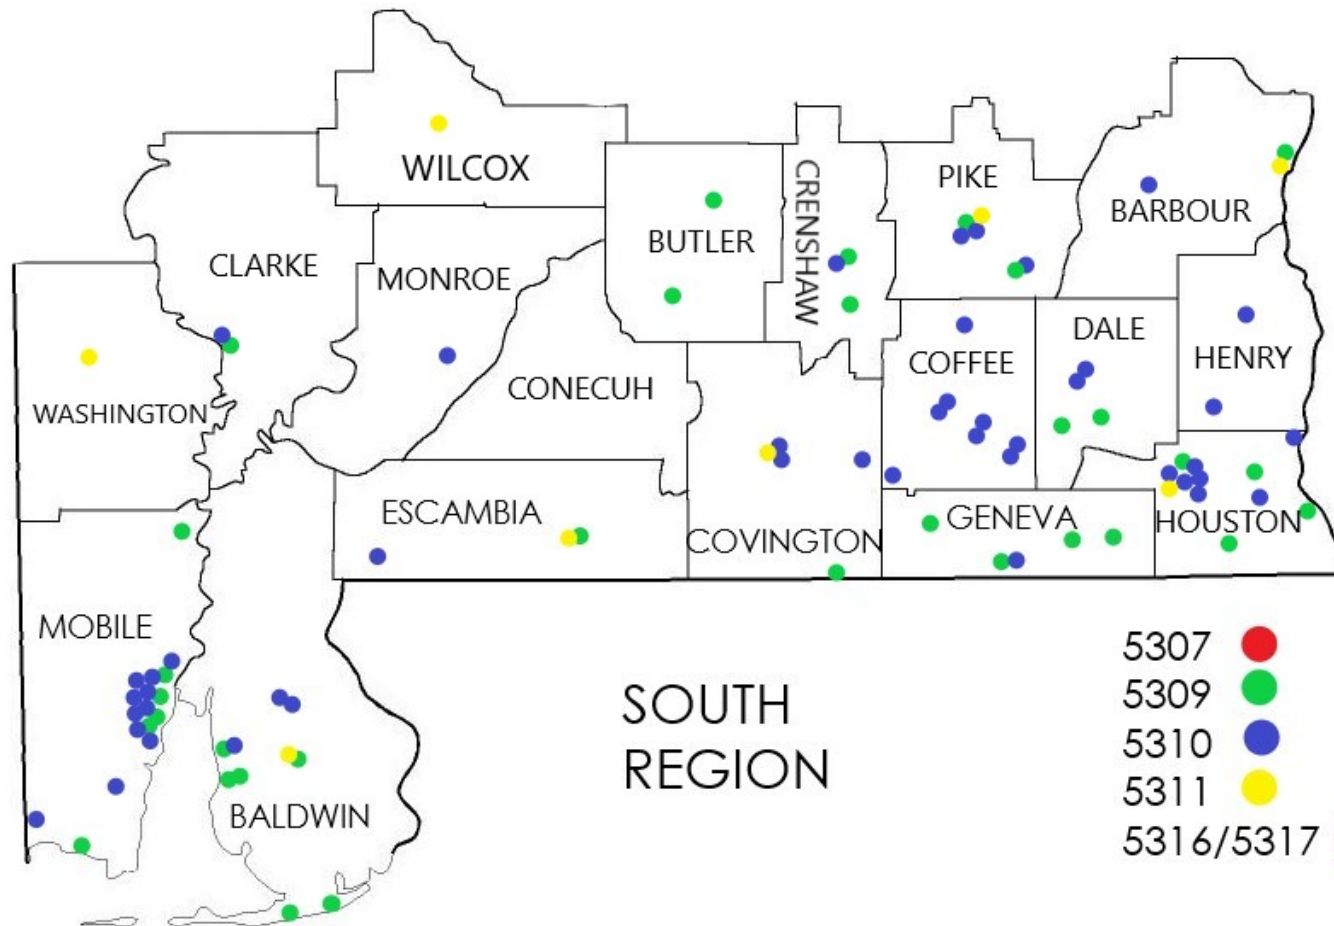 WILCOX
CRENSHAW
PIKE
BARBOUR
BUTLER
CLARKE
MONROE
DALE
HENRY
COFFEE
CONECUH
WASHINGTON
ESCAMBIA
GENEVA
HOUSTON
COVINGTON
MOBILE
BALDWIN
SOUTH
REGION
5307
5309
5310
5311
5316/5317